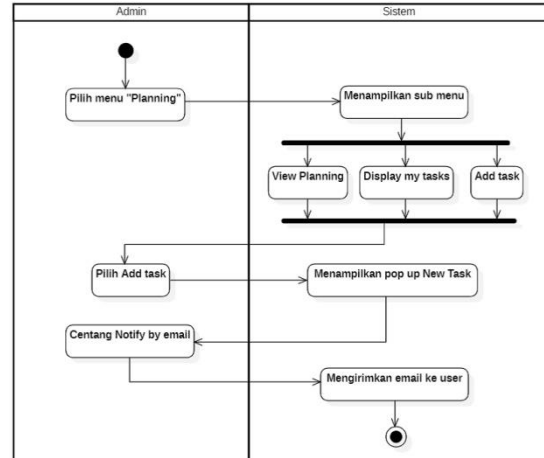 Admin
Sistem
Pilih menu "Planning"
Menampilkan sub menu
View Planning
Display my tasks
Add task
Pilih Add task
Menampilkan pop up New Task
Centang Notify by email
Mengirimkan email ke user